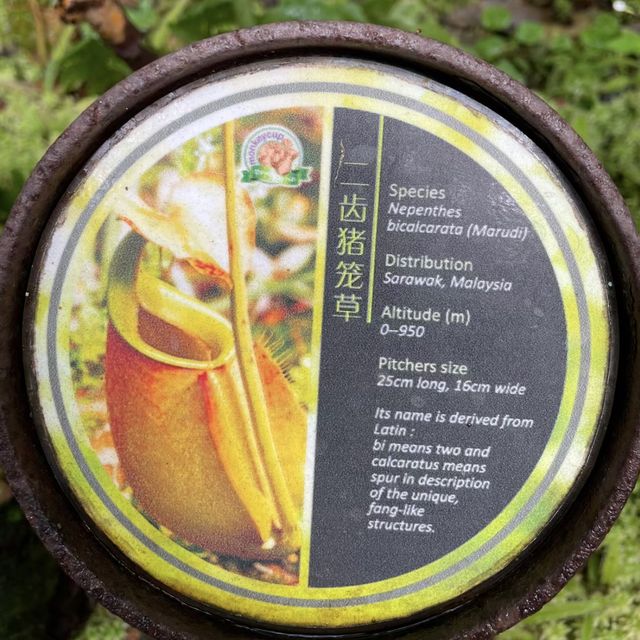 monkeycup
二齿猪笼草
Species
Nepenthes
bicalcarata (Marudi)
Distribution
Sarawak, Malaysia
Altitude (m)
0–950
Pitchers size
25cm long, 16cm wide
Its name is derived from
Latin :
bi means two and
calcaratus means
spur in description
of the unique,
fang-like
structures.